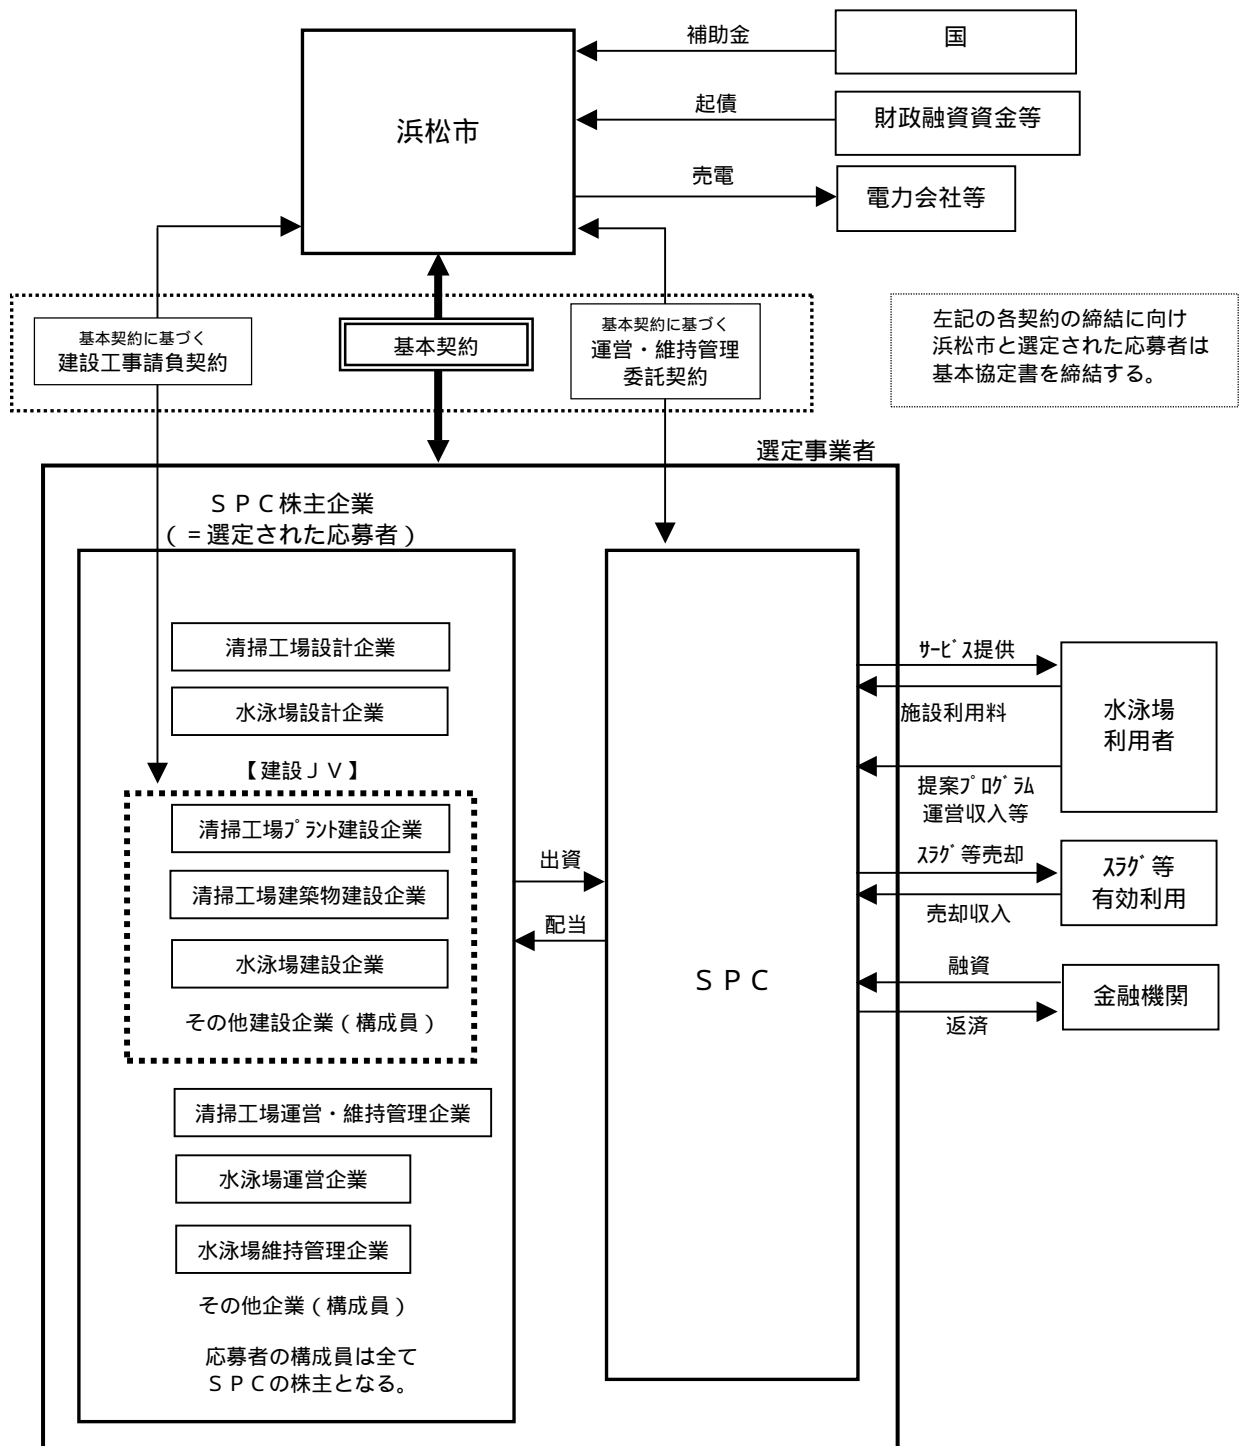 補助金
国
起債
財政融資資金等
浜松市
売電
電力会社等
基本契約に基づく
建設工事請負契約
基本契約
基本契約に基づく
運営・維持管理
委託契約
左記の各契約の締結に向け
浜松市と選定された応募者は
基本協定書を締結する。
選定事業者
ＳＰＣ株主企業
（＝選定された応募者）
清掃工場設計企業
水泳場設計企業
【建設ＪＶ】
清掃工場ﾌﾟﾗﾝﾄ建設企業
清掃工場建築物建設企業
水泳場建設企業
その他建設企業（構成員）
清掃工場運営・維持管理企業
水泳場運営企業
水泳場維持管理企業
その他企業（構成員）
応募者の構成員は全て
ＳＰＣの株主となる。
出資
配当
ＳＰＣ
ｻｰﾋﾞｽ提供
施設利用料
提案ﾌﾟﾛｸﾞﾗﾑ
運営収入等
水泳場
利用者
ｽﾗｸﾞ等売却
売却収入
ｽﾗｸﾞ等
有効利用
融資
返済
金融機関